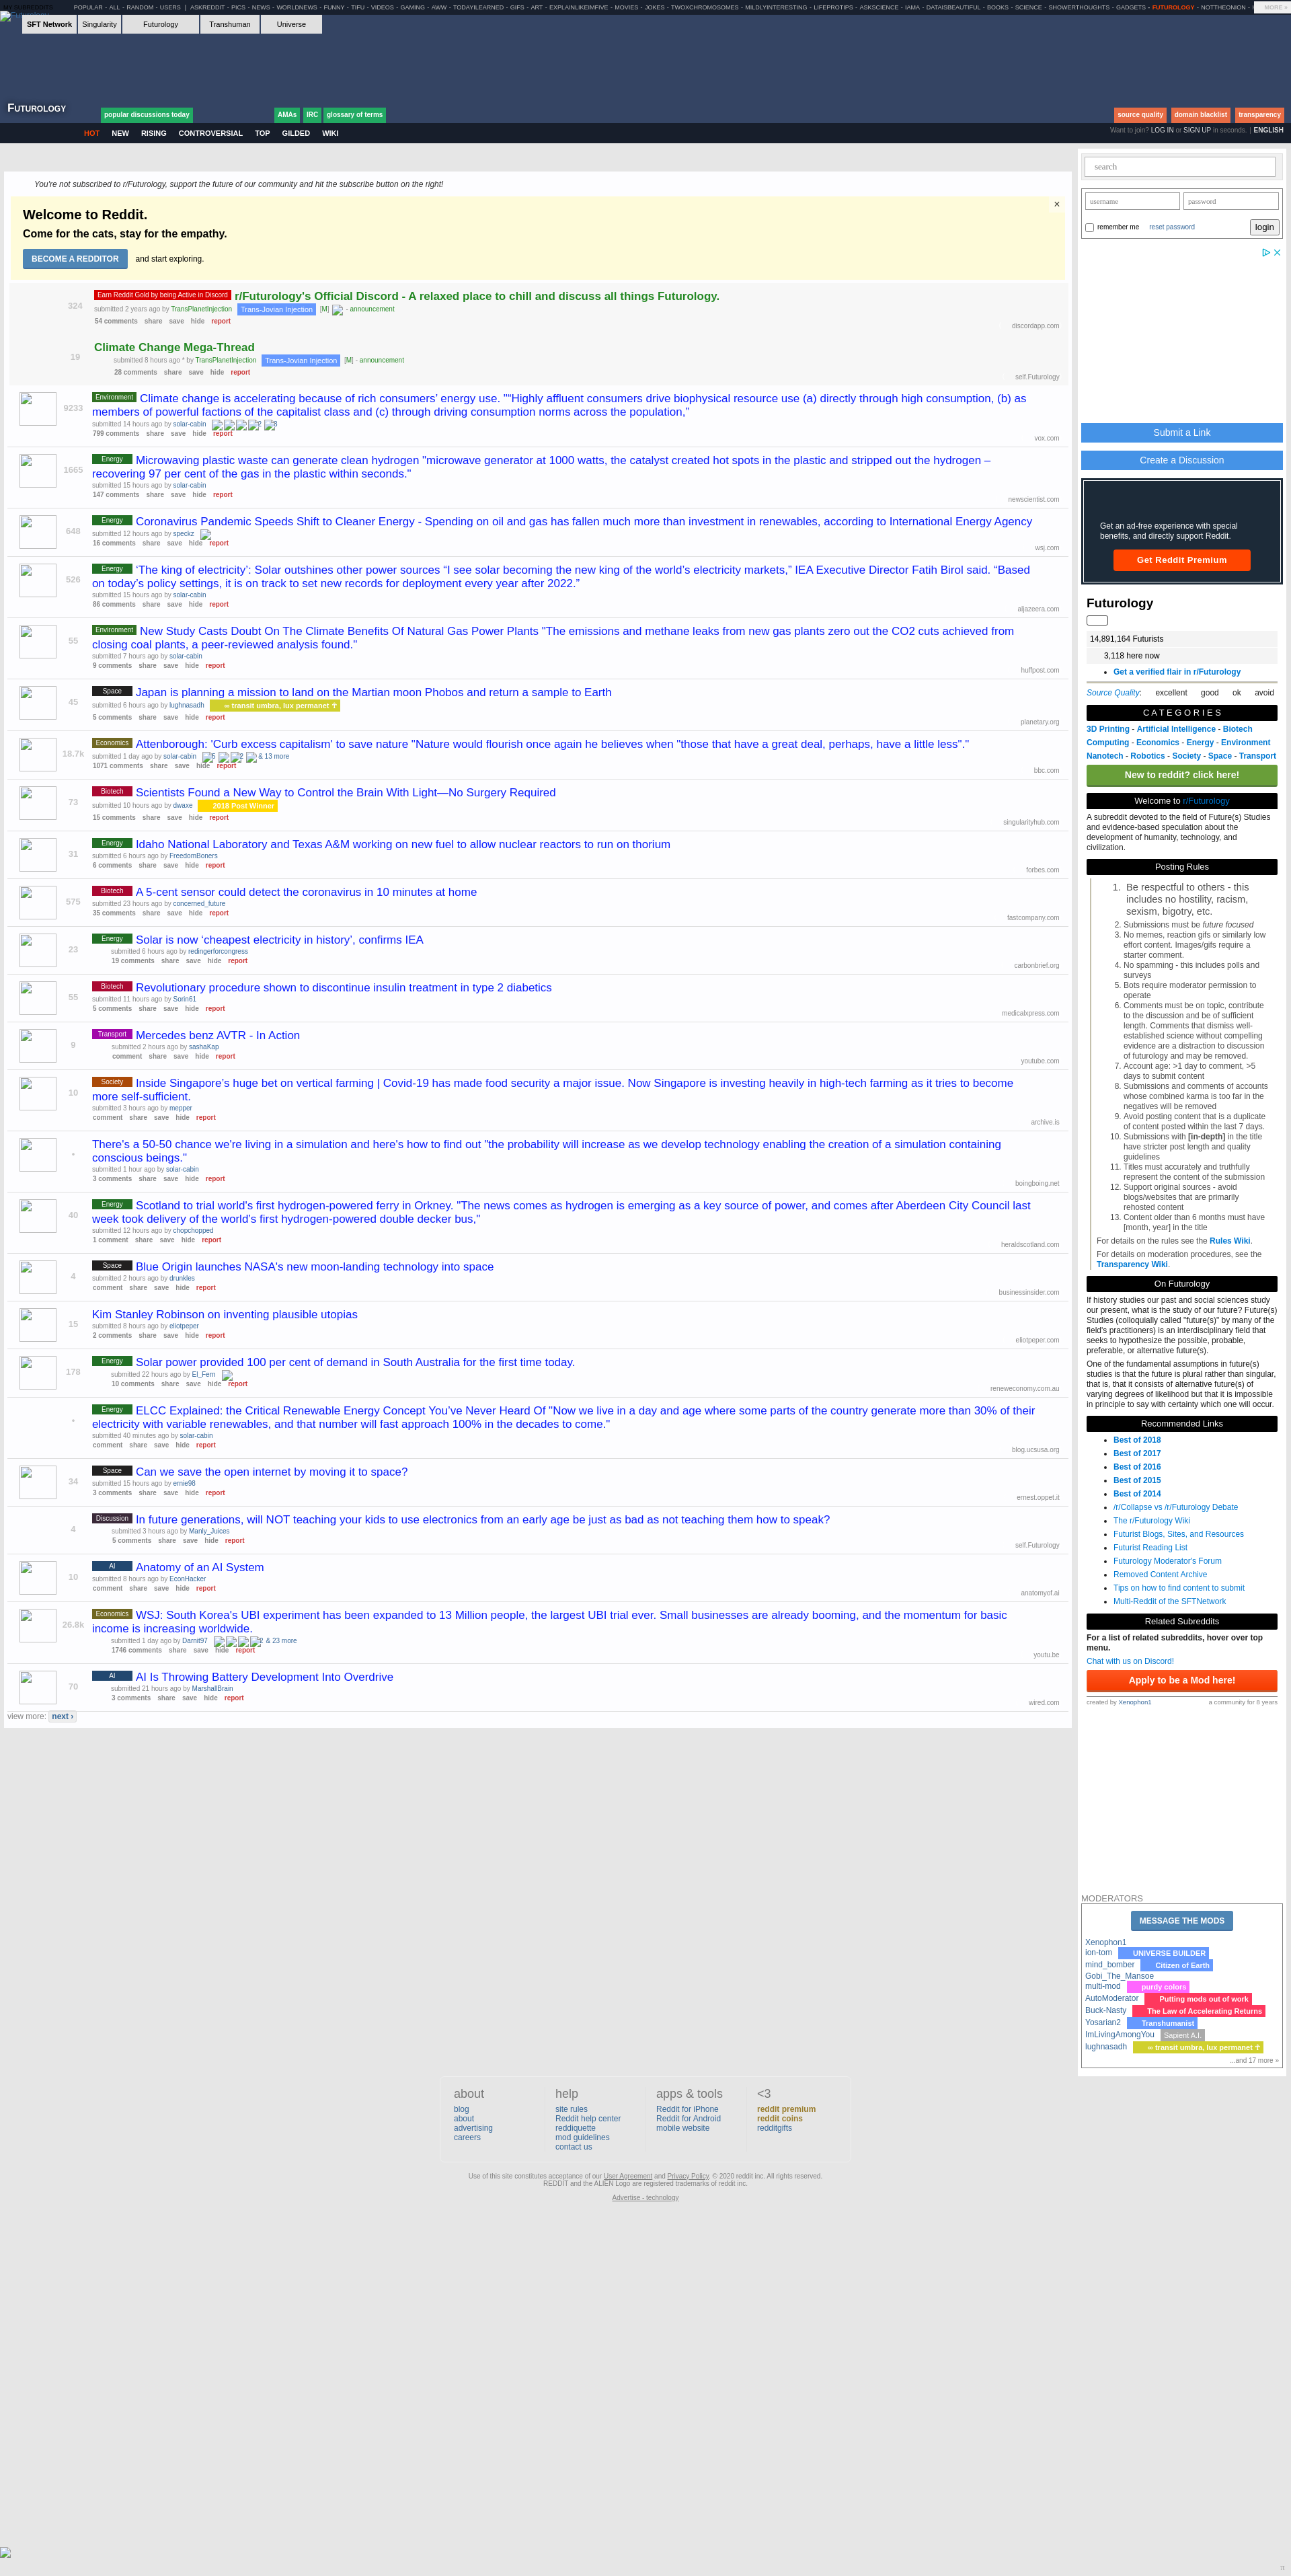 POPULAR - ALL - RANDOM - USERS | ASKREDDIT - PICS - NEWS - WORLDNEWS - FUNNY - TIFU - VIDEOS - GAMING - AWW - TODAYILEARNED - GIFS - ART - EXPLAINLIKEIMFIVE - MOVIES - JOKES - TWOXCHROMOSOMES - MILDLYINTERESTING - LIFEPROTIPS - ASKSCIENCE - IAMA - DATAISBEAUTIFUL - BOOKS - SCIENCE - SHOWERTHOUGHTS - GADGETS - FUTUROLOGY - NOTTHEONION - MORE »
SFT Network Singularity Futurology Transhuman Universe
FUTUROLOGY
popular discussions today AMAs IRC glossary of terms source quality domain blacklist transparency
HOT NEW RISING CONTROVERSIAL TOP GILDED WIKI
Want to join? LOG IN or SIGN UP in seconds. | ENGLISH
You're not subscribed to r/Futurology, support the future of our community and hit the subscribe button on the right!
Welcome to Reddit.
Come for the cats, stay for the empathy.
BECOME A REDDITOR and start exploring.
×
324
Earn Reddit Gold by being Active in Discord r/Futurology's Official Discord - A relaxed place to chill and discuss all things Futurology.
submitted 2 years ago by TransPlanetInjection Trans-Jovian Injection [M] - announcement
54 comments share save hide report
discordapp.com
19
Climate Change Mega-Thread
submitted 8 hours ago * by TransPlanetInjection Trans-Jovian Injection [M] - announcement
28 comments share save hide report
self.Futurology
9233
Environment Climate change is accelerating because of rich consumers' energy use. "“Highly affluent consumers drive biophysical resource use (a) directly through high consumption, (b) as
members of powerful factions of the capitalist class and (c) through driving consumption norms across the population,”
submitted 14 hours ago by solar-cabin 2 3
799 comments share save hide report
vox.com
1665
Energy Microwaving plastic waste can generate clean hydrogen "microwave generator at 1000 watts, the catalyst created hot spots in the plastic and stripped out the hydrogen –
recovering 97 per cent of the gas in the plastic within seconds."
submitted 15 hours ago by solar-cabin
147 comments share save hide report
newscientist.com
648
Energy Coronavirus Pandemic Speeds Shift to Cleaner Energy - Spending on oil and gas has fallen much more than investment in renewables, according to International Energy Agency
submitted 12 hours ago by speckz
16 comments share save hide report
wsj.com
526
Energy ‘The king of electricity’: Solar outshines other power sources “I see solar becoming the new king of the world’s electricity markets,” IEA Executive Director Fatih Birol said. “Based
on today’s policy settings, it is on track to set new records for deployment every year after 2022.”
submitted 15 hours ago by solar-cabin
86 comments share save hide report
aljazeera.com
55
Environment New Study Casts Doubt On The Climate Benefits Of Natural Gas Power Plants "The emissions and methane leaks from new gas plants zero out the CO2 cuts achieved from
closing coal plants, a peer-reviewed analysis found."
submitted 7 hours ago by solar-cabin
9 comments share save hide report
huffpost.com
45
Space Japan is planning a mission to land on the Martian moon Phobos and return a sample to Earth
submitted 6 hours ago by lughnasadh ∞ transit umbra, lux permanet ☥
5 comments share save hide report
planetary.org
18.7k
Economics Attenborough: 'Curb excess capitalism' to save nature "Nature would flourish once again he believes when "those that have a great deal, perhaps, have a little less"."
submitted 1 day ago by solar-cabin 5 2 & 13 more
1071 comments share save hide report
bbc.com
73
Biotech Scientists Found a New Way to Control the Brain With Light—No Surgery Required
submitted 10 hours ago by dwaxe 2018 Post Winner
15 comments share save hide report
singularityhub.com
31
Energy Idaho National Laboratory and Texas A&M working on new fuel to allow nuclear reactors to run on thorium
submitted 6 hours ago by FreedomBoners
6 comments share save hide report
forbes.com
575
Biotech A 5-cent sensor could detect the coronavirus in 10 minutes at home
submitted 23 hours ago by concerned_future
35 comments share save hide report
fastcompany.com
23
Energy Solar is now ‘cheapest electricity in history’, confirms IEA
submitted 6 hours ago by redingerforcongress
19 comments share save hide report
carbonbrief.org
55
Biotech Revolutionary procedure shown to discontinue insulin treatment in type 2 diabetics
submitted 11 hours ago by Sorin61
5 comments share save hide report
medicalxpress.com
9
Transport Mercedes benz AVTR - In Action
submitted 2 hours ago by sashaKap
comment share save hide report
youtube.com
10
Society Inside Singapore’s huge bet on vertical farming | Covid-19 has made food security a major issue. Now Singapore is investing heavily in high-tech farming as it tries to become
more self-sufficient.
submitted 3 hours ago by mepper
comment share save hide report
archive.is
•
There's a 50-50 chance we're living in a simulation and here's how to find out "the probability will increase as we develop technology enabling the creation of a simulation containing
conscious beings."
submitted 1 hour ago by solar-cabin
3 comments share save hide report
boingboing.net
40
Energy Scotland to trial world's first hydrogen-powered ferry in Orkney. "The news comes as hydrogen is emerging as a key source of power, and comes after Aberdeen City Council last
week took delivery of the world’s first hydrogen-powered double decker bus,"
submitted 12 hours ago by chopchopped
1 comment share save hide report
heraldscotland.com
4
Space Blue Origin launches NASA's new moon-landing technology into space
submitted 2 hours ago by drunkles
comment share save hide report
businessinsider.com
15
Kim Stanley Robinson on inventing plausible utopias
submitted 8 hours ago by eliotpeper
2 comments share save hide report
eliotpeper.com
178
Energy Solar power provided 100 per cent of demand in South Australia for the first time today.
submitted 22 hours ago by El_Fern
10 comments share save hide report
reneweconomy.com.au
•
Energy ELCC Explained: the Critical Renewable Energy Concept You’ve Never Heard Of "Now we live in a day and age where some parts of the country generate more than 30% of their
electricity with variable renewables, and that number will fast approach 100% in the decades to come."
submitted 40 minutes ago by solar-cabin
comment share save hide report
blog.ucsusa.org
34
Space Can we save the open internet by moving it to space?
submitted 15 hours ago by ernie98
3 comments share save hide report
ernest.oppet.it
4
Discussion In future generations, will NOT teaching your kids to use electronics from an early age be just as bad as not teaching them how to speak?
submitted 3 hours ago by Manly_Juices
5 comments share save hide report
self.Futurology
10
AI Anatomy of an AI System
submitted 8 hours ago by EconHacker
comment share save hide report
anatomyof.ai
26.8k
Economics WSJ: South Korea's UBI experiment has been expanded to 13 Million people, the largest UBI trial ever. Small businesses are already booming, and the momentum for basic
income is increasing worldwide.
submitted 1 day ago by Damit97 2 & 23 more
1746 comments share save hide report
youtu.be
70
AI AI Is Throwing Battery Development Into Overdrive
submitted 21 hours ago by MarshallBrain
3 comments share save hide report
wired.com
view more: next ›
search
username password
remember me reset password login
Submit a Link
Create a Discussion
Get an ad-free experience with special
benefits, and directly support Reddit.
Get Reddit Premium
Futurology
14,891,164 Futurists
3,118 here now
• Get a verified flair in r/Futurology
Source Quality: excellent good ok avoid
CATEGORIES
3D Printing - Artificial Intelligence - Biotech
Computing - Economics - Energy - Environment
Nanotech - Robotics - Society - Space - Transport
New to reddit? click here!
Welcome to r/Futurology
A subreddit devoted to the field of Future(s) Studies
and evidence-based speculation about the
development of humanity, technology, and
civilization.
Posting Rules
1. Be respectful to others - this
includes no hostility, racism,
sexism, bigotry, etc.
2. Submissions must be future focused
3. No memes, reaction gifs or similarly low
effort content. Images/gifs require a
starter comment.
4. No spamming - this includes polls and
surveys
5. Bots require moderator permission to
operate
6. Comments must be on topic, contribute
to the discussion and be of sufficient
length. Comments that dismiss well-
established science without compelling
evidence are a distraction to discussion
of futurology and may be removed.
7. Account age: >1 day to comment, >5
days to submit content
8. Submissions and comments of accounts
whose combined karma is too far in the
negatives will be removed
9. Avoid posting content that is a duplicate
of content posted within the last 7 days.
10. Submissions with [in-depth] in the title
have stricter post length and quality
guidelines
11. Titles must accurately and truthfully
represent the content of the submission
12. Support original sources - avoid
blogs/websites that are primarily
rehosted content
13. Content older than 6 months must have
[month, year] in the title
For details on the rules see the Rules Wiki.
For details on moderation procedures, see the
Transparency Wiki.
On Futurology
If history studies our past and social sciences study
our present, what is the study of our future? Future(s)
Studies (colloquially called "future(s)" by many of the
field's practitioners) is an interdisciplinary field that
seeks to hypothesize the possible, probable,
preferable, or alternative future(s).
One of the fundamental assumptions in future(s)
studies is that the future is plural rather than singular,
that is, that it consists of alternative future(s) of
varying degrees of likelihood but that it is impossible
in principle to say with certainty which one will occur.
Recommended Links
• Best of 2018
• Best of 2017
• Best of 2016
• Best of 2015
• Best of 2014
• /r/Collapse vs /r/Futurology Debate
• The r/Futurology Wiki
• Futurist Blogs, Sites, and Resources
• Futurist Reading List
• Futurology Moderator's Forum
• Removed Content Archive
• Tips on how to find content to submit
• Multi-Reddit of the SFTNetwork
Related Subreddits
For a list of related subreddits, hover over top
menu.
Chat with us on Discord!
Apply to be a Mod here!
created by Xenophon1 a community for 8 years
MODERATORS
MESSAGE THE MODS
Xenophon1
ion-tom UNIVERSE BUILDER
mind_bomber Citizen of Earth
Gobi_The_Mansoe
multi-mod purdy colors
AutoModerator Putting mods out of work
Buck-Nasty The Law of Accelerating Returns
Yosarian2 Transhumanist
ImLivingAmongYou Sapient A.I.
lughnasadh ∞ transit umbra, lux permanet ☥
...and 17 more »
about
blog
about
advertising
careers
help
site rules
Reddit help center
reddiquette
mod guidelines
contact us
apps & tools
Reddit for iPhone
Reddit for Android
mobile website
<3
reddit premium
reddit coins
redditgifts
Use of this site constitutes acceptance of our User Agreement and Privacy Policy. © 2020 reddit inc. All rights reserved.
REDDIT and the ALIEN Logo are registered trademarks of reddit inc.
Advertise - technology
π